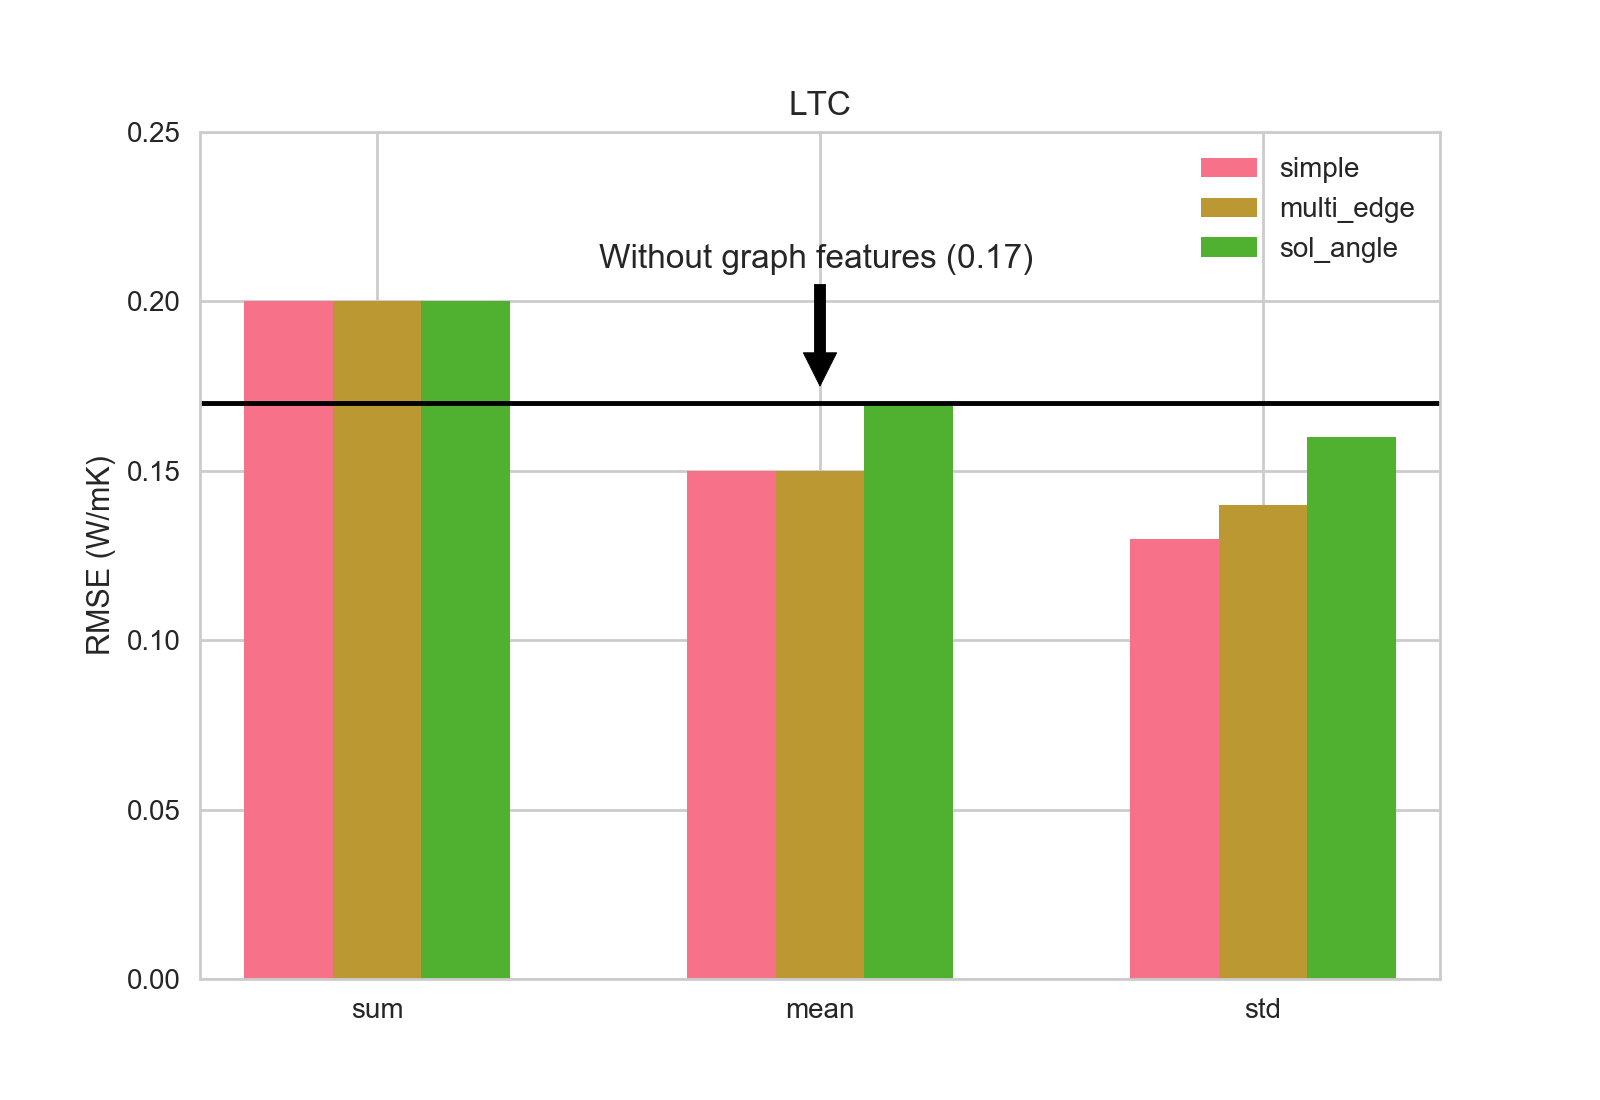 LTC
0.25
0.20
0.15
0.10
0.05
0.00
RMSE (W/mK)
simple
multi_edge
sol_angle
Without graph features (0.17)
sum
mean
std